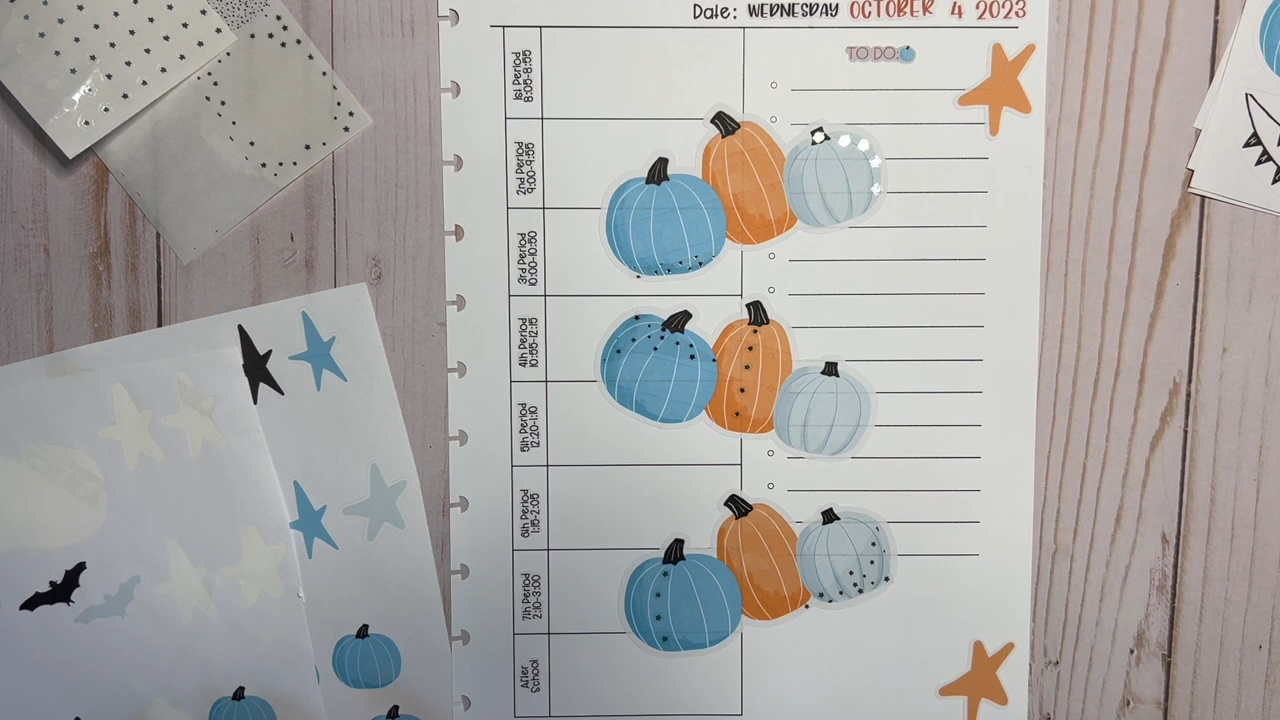 Date: WEDNESDAY OCTOBER 4 2023
TO DO:
1st Period
8:05-8:55
2nd Period
9:00-9:55
3rd Period
10:00-10:50
4th Period
10:55-12:15
5th Period
12:20-1:10
6th Period
1:15-2:05
7th Period
2:10-3:00
After
School